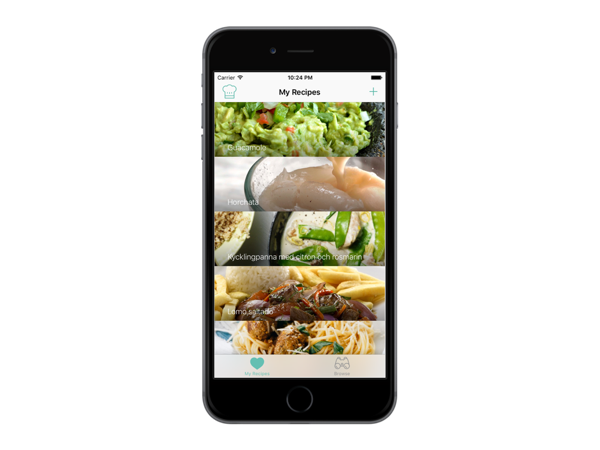 Carrier 10:24 PM
My Recipes
Guacamole
Horchata
Kycklingpanna med citron och rosmarin
Lomo saltado
My Recipes Browse